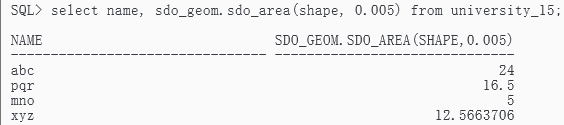 SQL> select name, sdo_geom.sdo_area(shape, 0.005) from university_15;
NAME SDO_GEOM.SDO_AREA(SHAPE,0.005)
------------------------------ ------------------------------
abc 24
pqr 16.5
mno 5
xyz 12.5663706